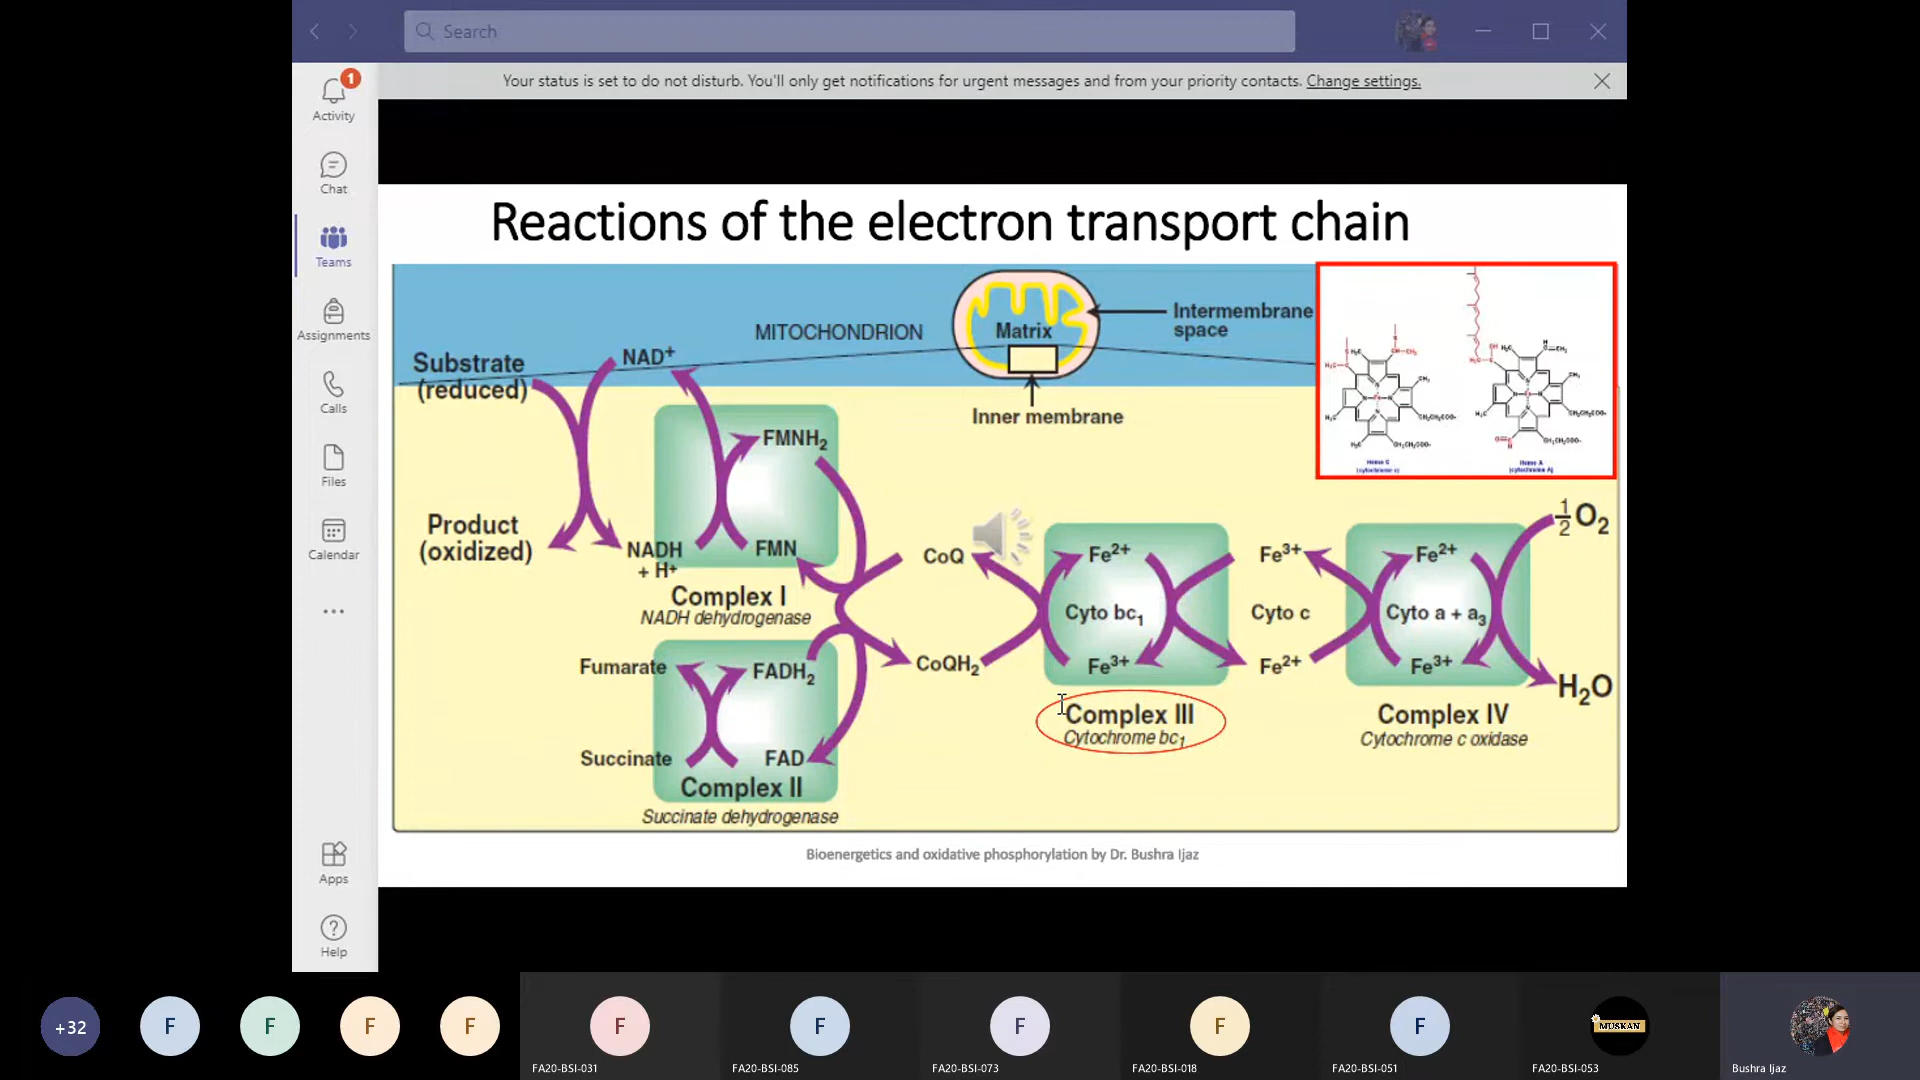 Search
Your status is set to do not disturb. You'll only get notifications for urgent messages and from your priority contacts. Change settings.
1
Activity
Chat
Teams
Assignments
Calls
Files
Calendar
Apps
Help
Reactions of the electron transport chain
MITOCHONDRION
Matrix
Intermembrane
space
Inner membrane
Substrate
(reduced)
NAD⁺
Product
(oxidized)
NADH
+ H⁺
FMNH₂
FMN
Complex I
NADH dehydrogenase
Fumarate
FADH₂
Succinate
FAD
Complex II
Succinate dehydrogenase
CoQ
CoQH₂
Fe²⁺
Cyto bc₁
Fe³⁺
Complex III
Cytochrome bc₁
Fe³⁺
Cyto c
Fe²⁺
Fe²⁺
Cyto a + a₃
Fe³⁺
Complex IV
Cytochrome c oxidase
½O₂
H₂O
Heme C
(cytochrome c)
Heme A
(cytochrome A)
Bioenergetics and oxidative phosphorylation by Dr. Bushra Ijaz
+32
F
F
F
F
F
FA20-BSI-031
F
FA20-BSI-085
F
FA20-BSI-073
F
FA20-BSI-018
F
FA20-BSI-051
MUSKAN
FA20-BSI-053
Bushra Ijaz